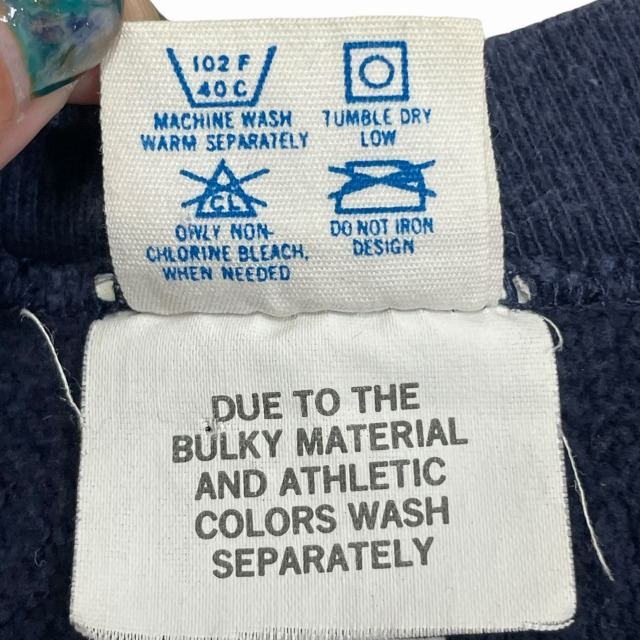 102 F
40 C
MACHINE WASH
WARM SEPARATELY
TUMBLE DRY
LOW
CL
ONLY NON-
CHLORINE BLEACH,
WHEN NEEDED
DO NOT IRON
DESIGN
DUE TO THE
BULKY MATERIAL
AND ATHLETIC
COLORS WASH
SEPARATELY